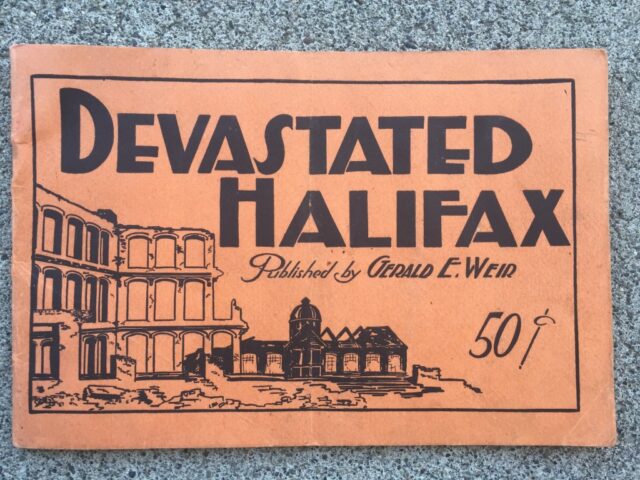 DEVASTATED
HALIFAX
Published by GERALD E. WEIR
50¢